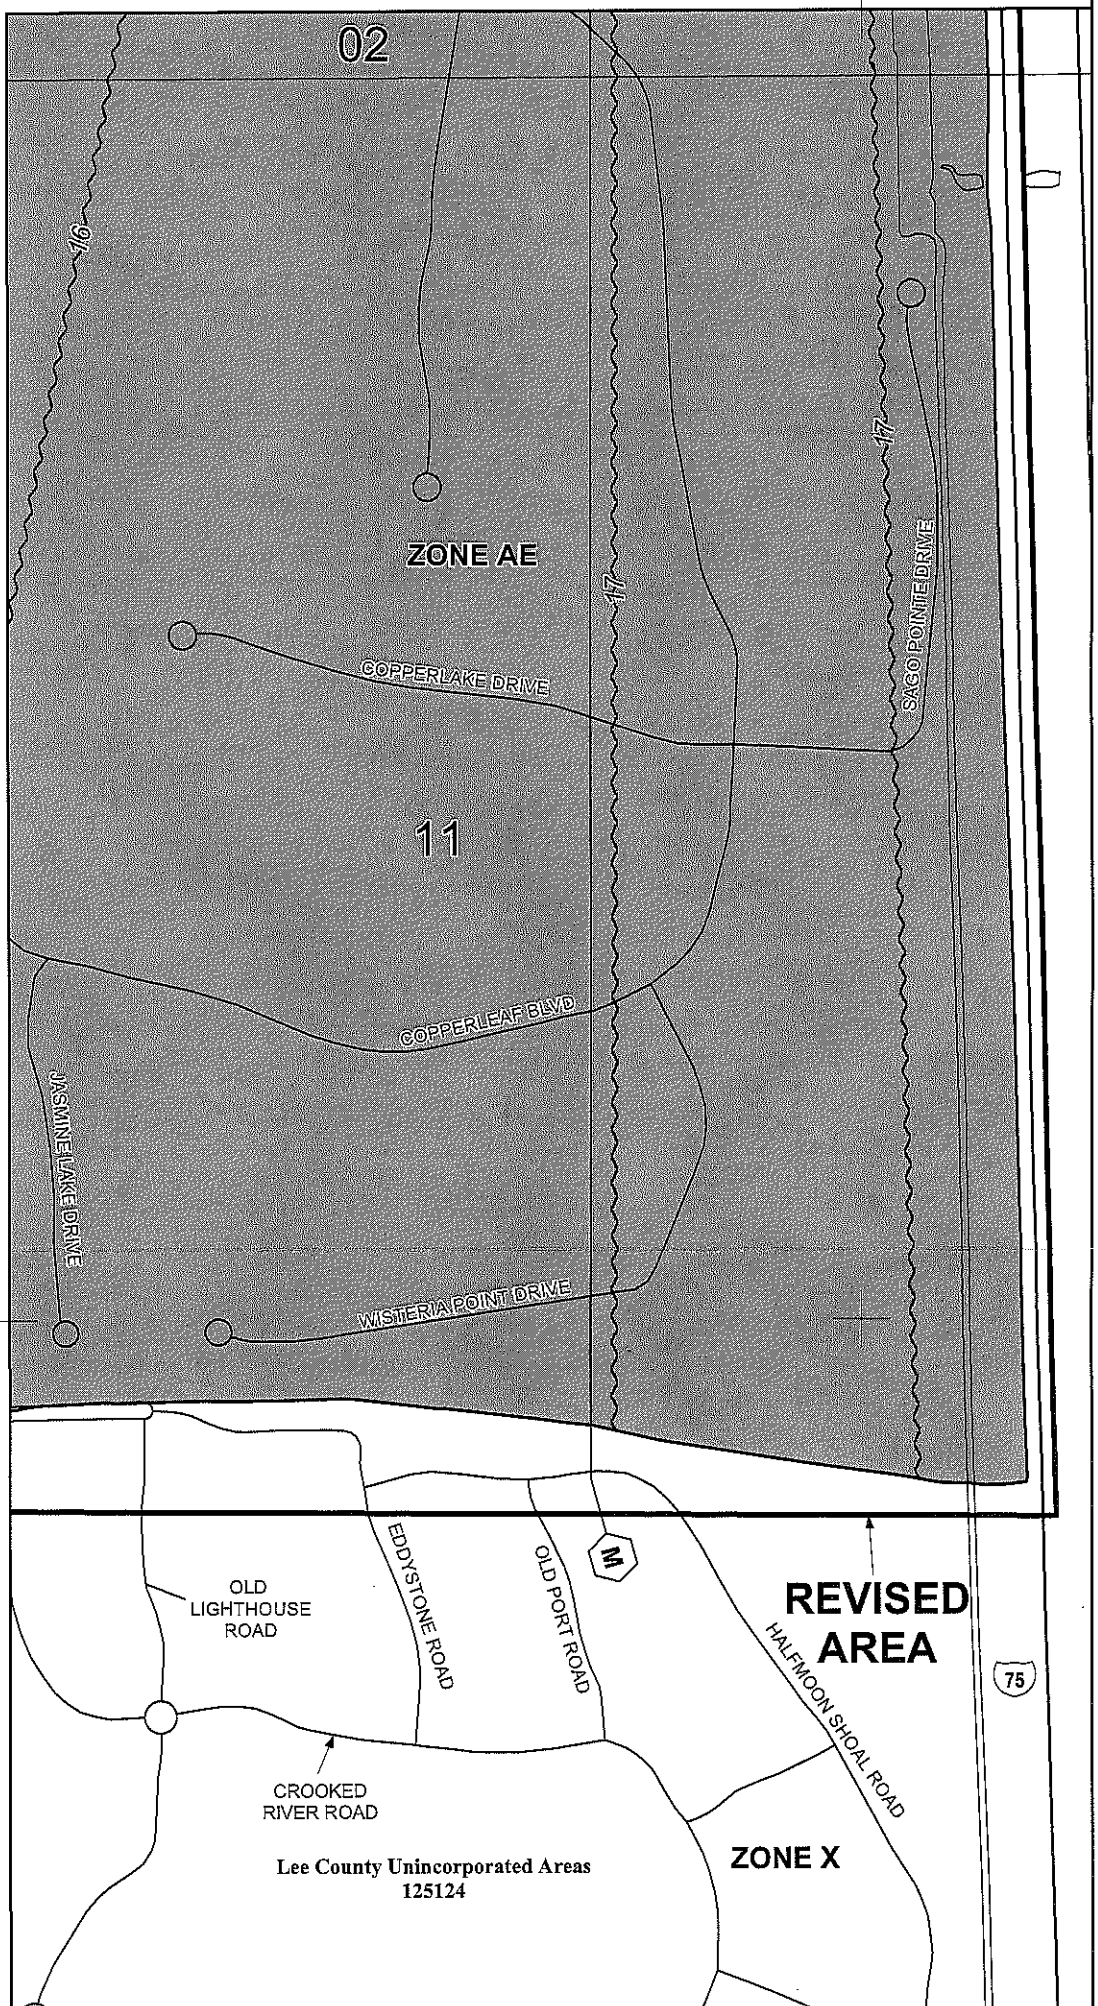 02
16
17
17
ZONE AE
SAGO POINTE DRIVE
COPPERLAKE DRIVE
11
COPPERLEAF BLVD
JASMINE LAKE DRIVE
WISTERIA POINT DRIVE
EDDYSTONE ROAD
OLD PORT ROAD
M
OLD
LIGHTHOUSE
ROAD
REVISED
AREA
HALFMOON SHOAL ROAD
75
CROOKED
RIVER ROAD
ZONE X
Lee County Unincorporated Areas
125124